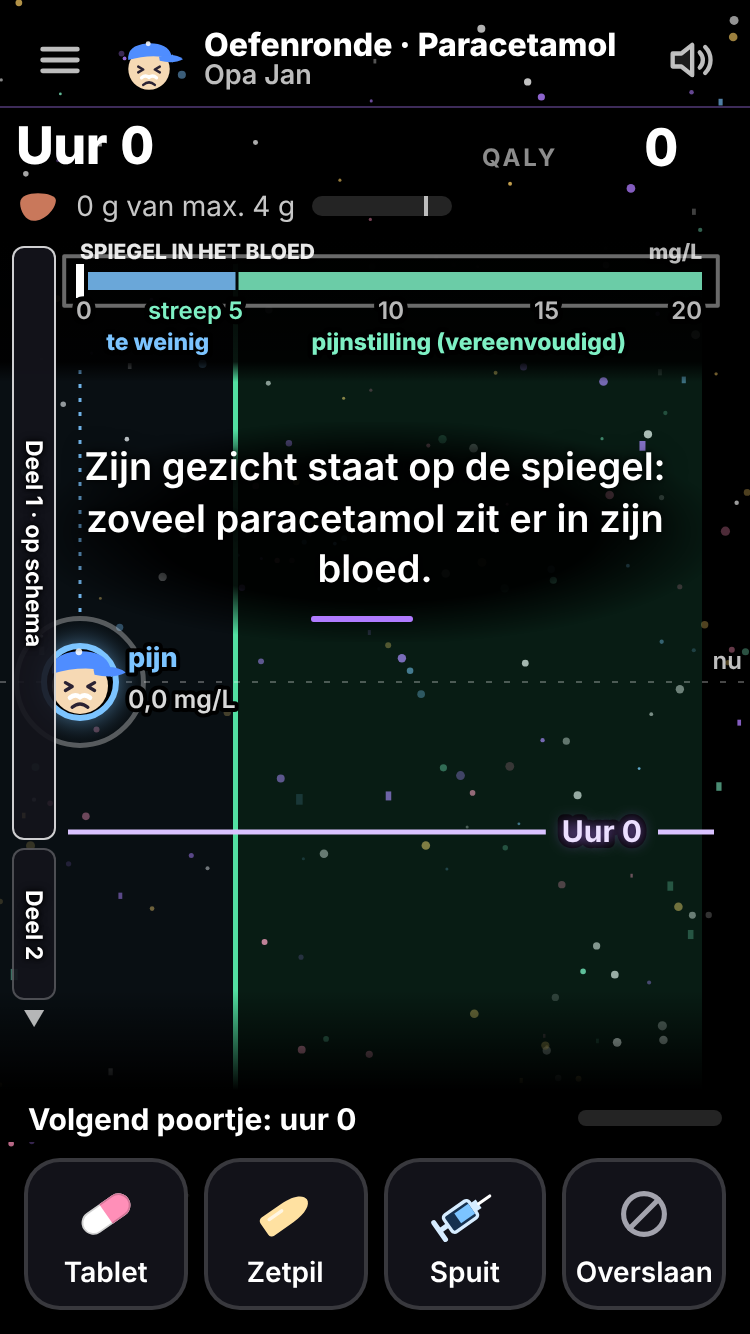 Oefenronde · Paracetamol
Opa Jan
Uur 0
QALY 0
0 g van max. 4 g
SPIEGEL IN HET BLOED mg/L
0 streep 5 10 15 20
te weinig pijnstilling (vereenvoudigd)
Deel 1 · op schema
Zijn gezicht staat op de spiegel:
zoveel paracetamol zit er in zijn
bloed.
pijn
nu
0,0 mg/L
Uur 0
Deel 2
Volgend poortje: uur 0
Tablet Zetpil Spuit Overslaan